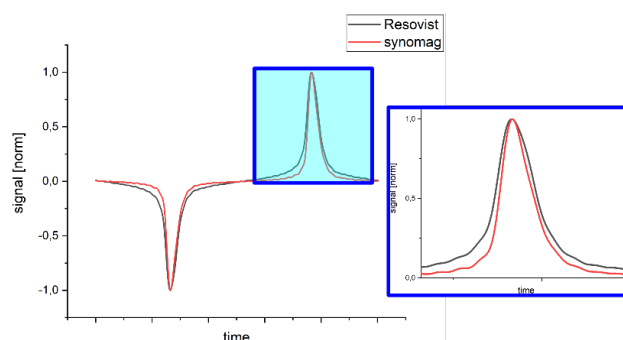 Resovist
synomag
1,0
0,5
0,0
-0,5
-1,0
signal [norm]
time
1,0
0,5
0,0
signal [norm]
time